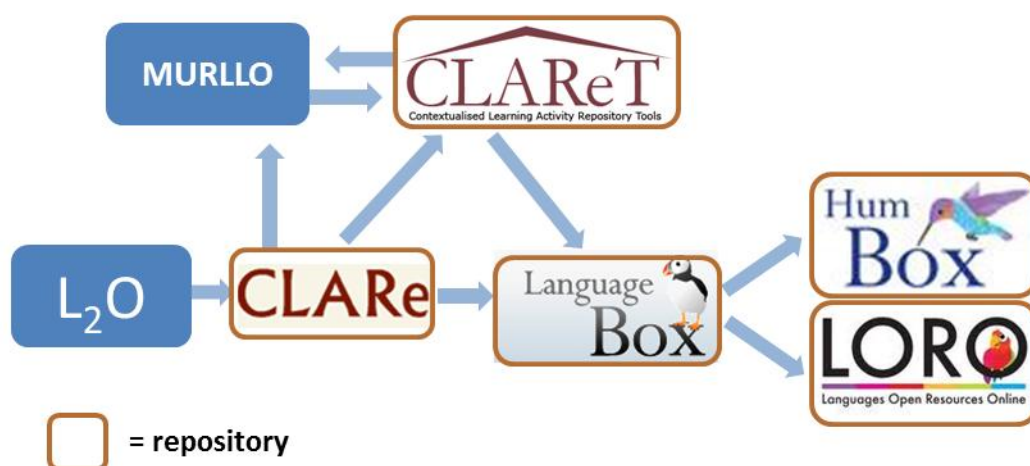 MURLLO
CLAReT
Contextualised Learning Activity Repository Tools
L₂O
CLARe
Language
Box
Hum
Box
LORO
Languages Open Resources Online
= repository